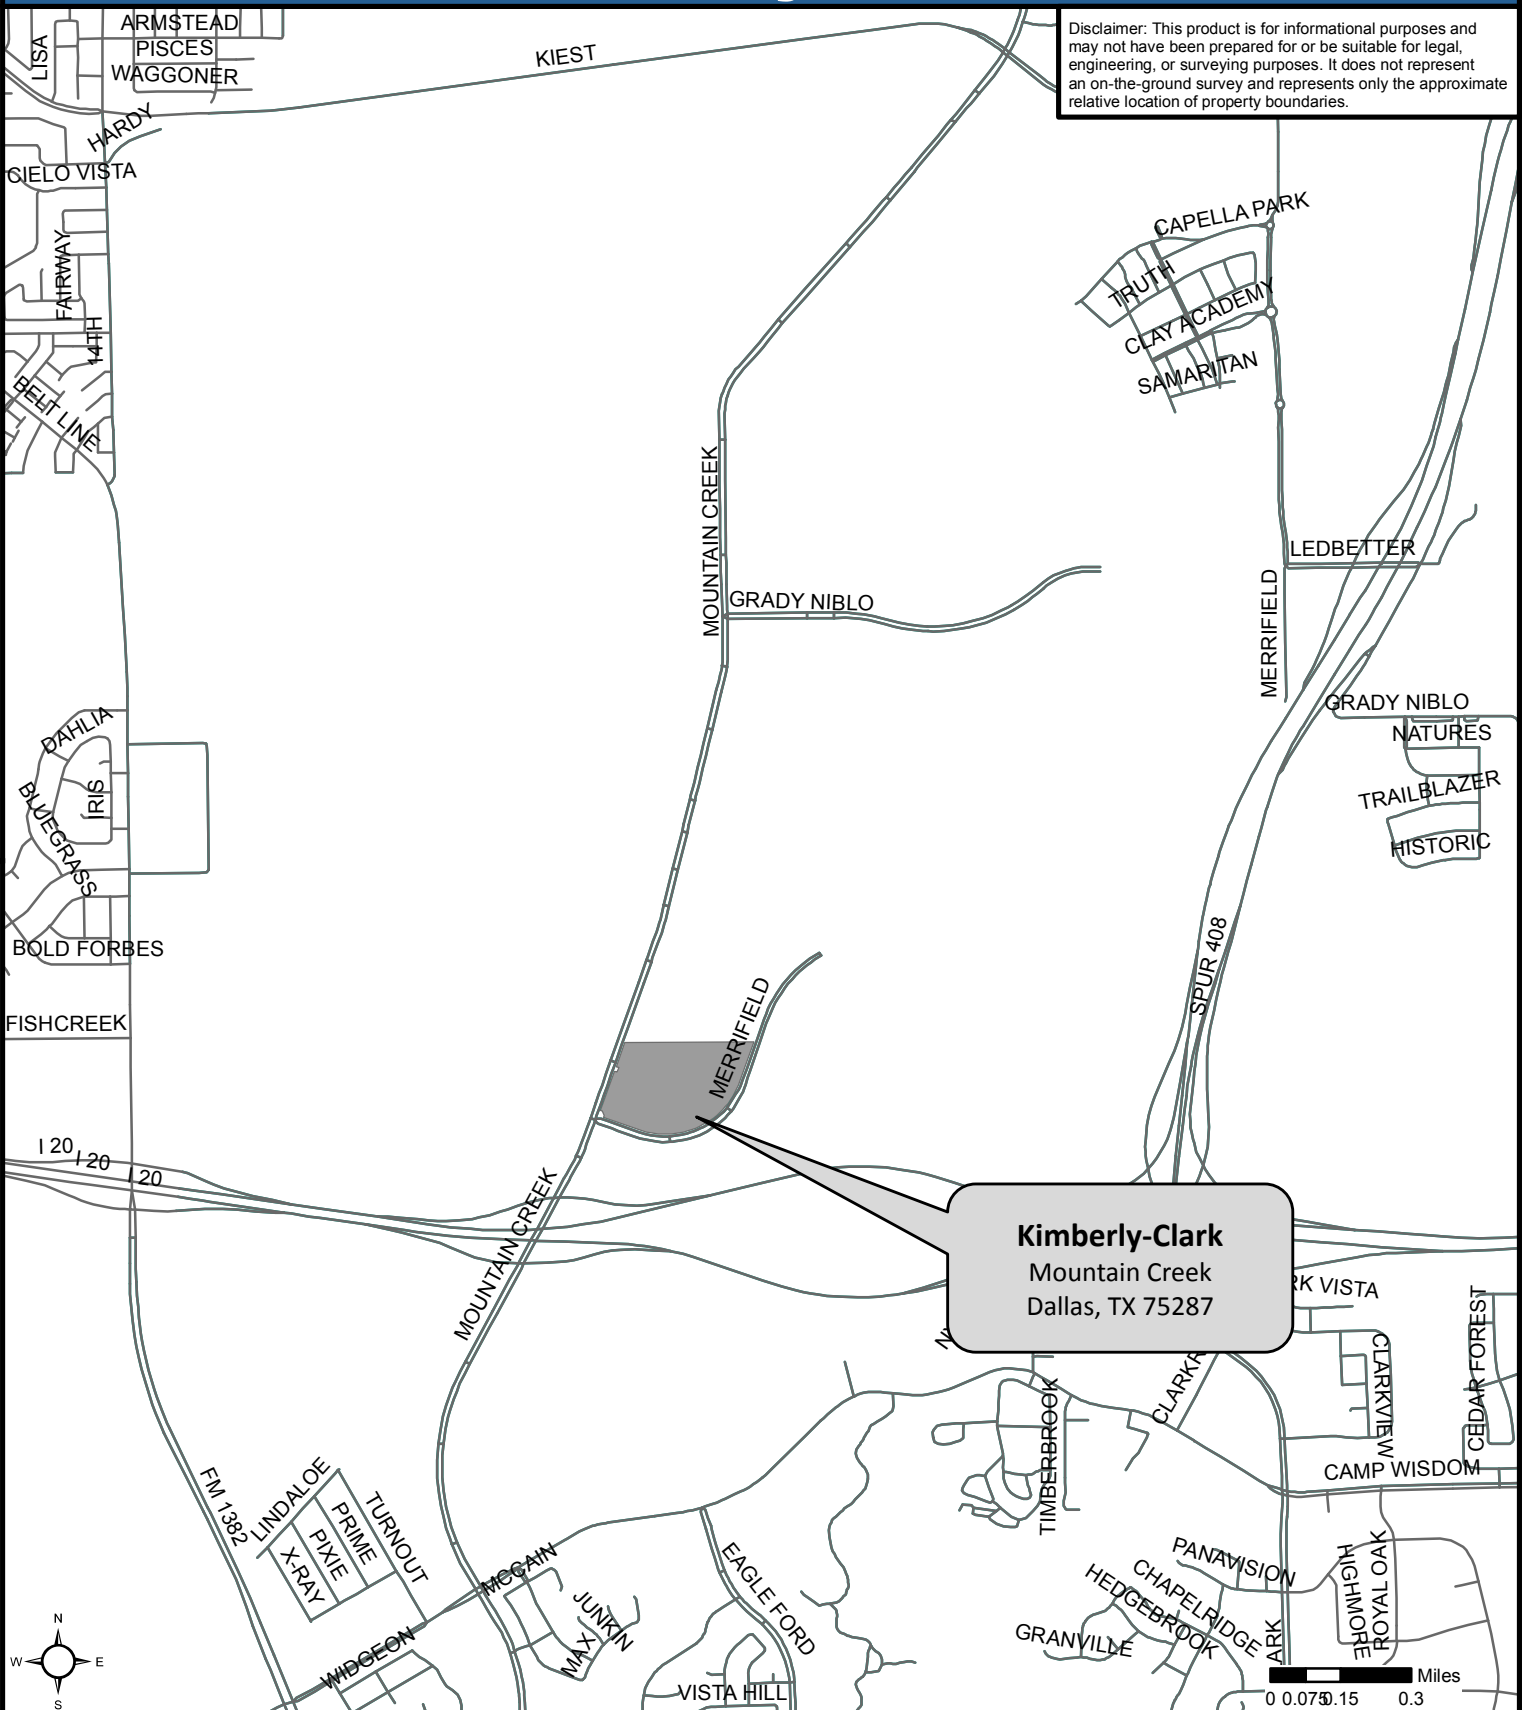 Disclaimer: This product is for informational purposes and
may not have been prepared for or be suitable for legal,
engineering, or surveying purposes. It does not represent
an on-the-ground survey and represents only the approximate
relative location of property boundaries.
ARMSTEAD
LISA
PISCES
WAGGONER
KIEST
HARDY
CIELO VISTA
FAIRWAY
14TH
BELT LINE
CAPELLA PARK
TRUTH
CLAY ACADEMY
SAMARITAN
MOUNTAIN CREEK
LEDBETTER
MERRIFIELD
GRADY NIBLO
GRADY NIBLO
NATURES
TRAILBLAZER
HISTORIC
DAHLIA
IRIS
BLUEGRASS
BOLD FORBES
SPUR 408
FISHCREEK
MERRIFIELD
I 20
I 20
I 20
MOUNTAIN CREEK
Kimberly-Clark
Mountain Creek
Dallas, TX 75287
RK VISTA
CEDAR FOREST
CLARKVIEW
CLARKR
TIMBERBROOK
CAMP WISDOM
FM 1382
LINDALOE
TURNOUT
PRIME
PIXIE
X-RAY
MCCAIN
EAGLE FORD
JUNKIN
MAX
WIDGEON
VISTA HILL
PANAVISION
CHAPELRIDGE
HEDGEBROOK
GRANVILLE
HIGHMORE
ROYAL OAK
ARK
N
W E
S
Miles
0 0.075 0.15 0.3